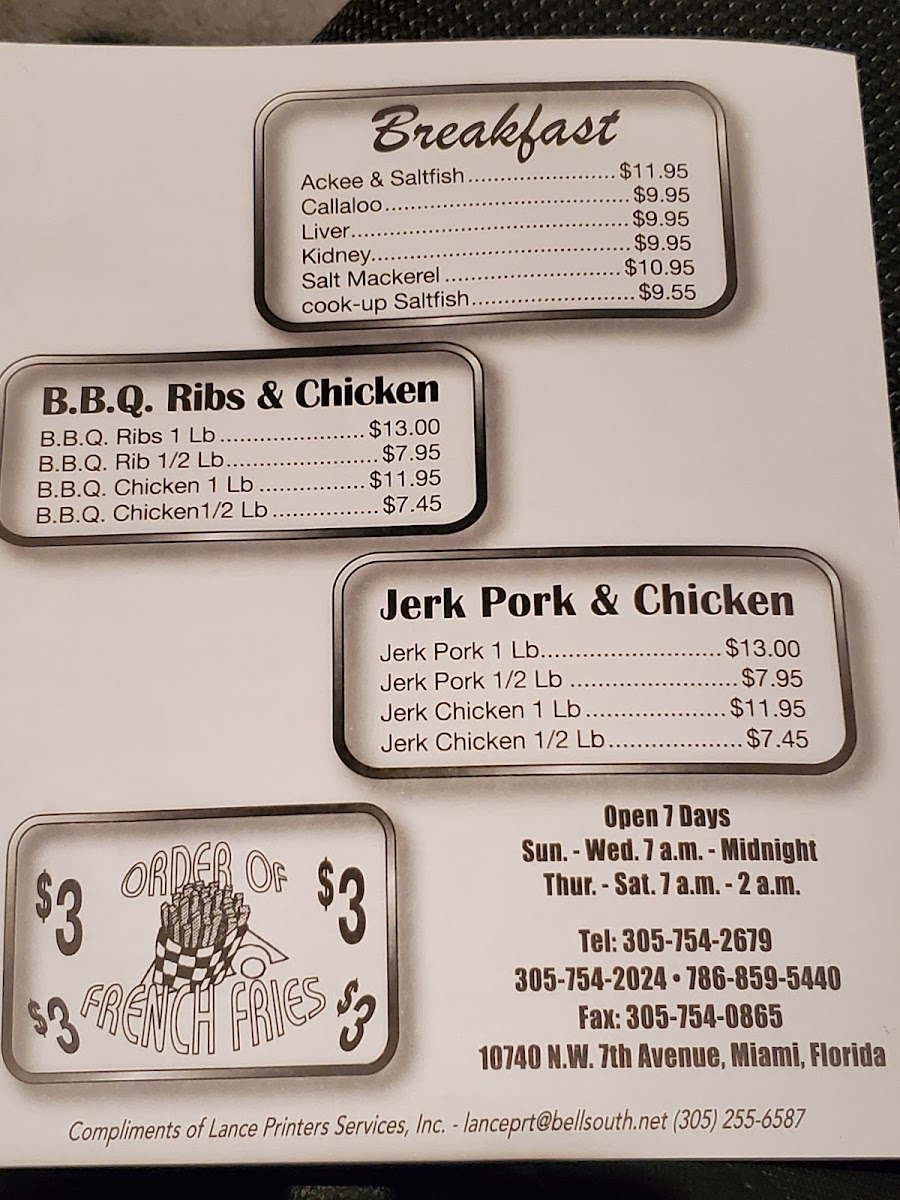 Breakfast
Ackee & Saltfish......................$11.95
Callaloo.....................................$9.95
Liver..........................................$9.95
Kidney.......................................$9.95
Salt Mackerel..........................$10.95
cook-up Saltfish.........................$9.55
B.B.Q. Ribs & Chicken
B.B.Q. Ribs 1 Lb......................$13.00
B.B.Q. Rib 1/2 Lb.......................$7.95
B.B.Q. Chicken 1 Lb................$11.95
B.B.Q. Chicken1/2 Lb................$7.45
Jerk Pork & Chicken
Jerk Pork 1 Lb...........................$13.00
Jerk Pork 1/2 Lb.........................$7.95
Jerk Chicken 1 Lb.....................$11.95
Jerk Chicken 1/2 Lb...................$7.45
$3 ORDER OF $3
$3 FRENCH FRIES $3
Open 7 Days
Sun. - Wed. 7 a.m. - Midnight
Thur. - Sat. 7 a.m. - 2 a.m.
Tel: 305-754-2679
305-754-2024 • 786-859-5440
Fax: 305-754-0865
10740 N.W. 7th Avenue, Miami, Florida
Compliments of Lance Printers Services, Inc. - lanceprt@bellsouth.net (305) 255-6587